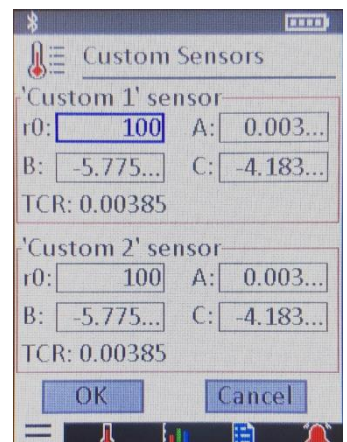 Custom Sensors
'Custom 1' sensor
r0: 100 A: 0.003...
B: -5.775... C: -4.183...
TCR: 0.00385
'Custom 2' sensor
r0: 100 A: 0.003...
B: -5.775... C: -4.183...
TCR: 0.00385
OK Cancel